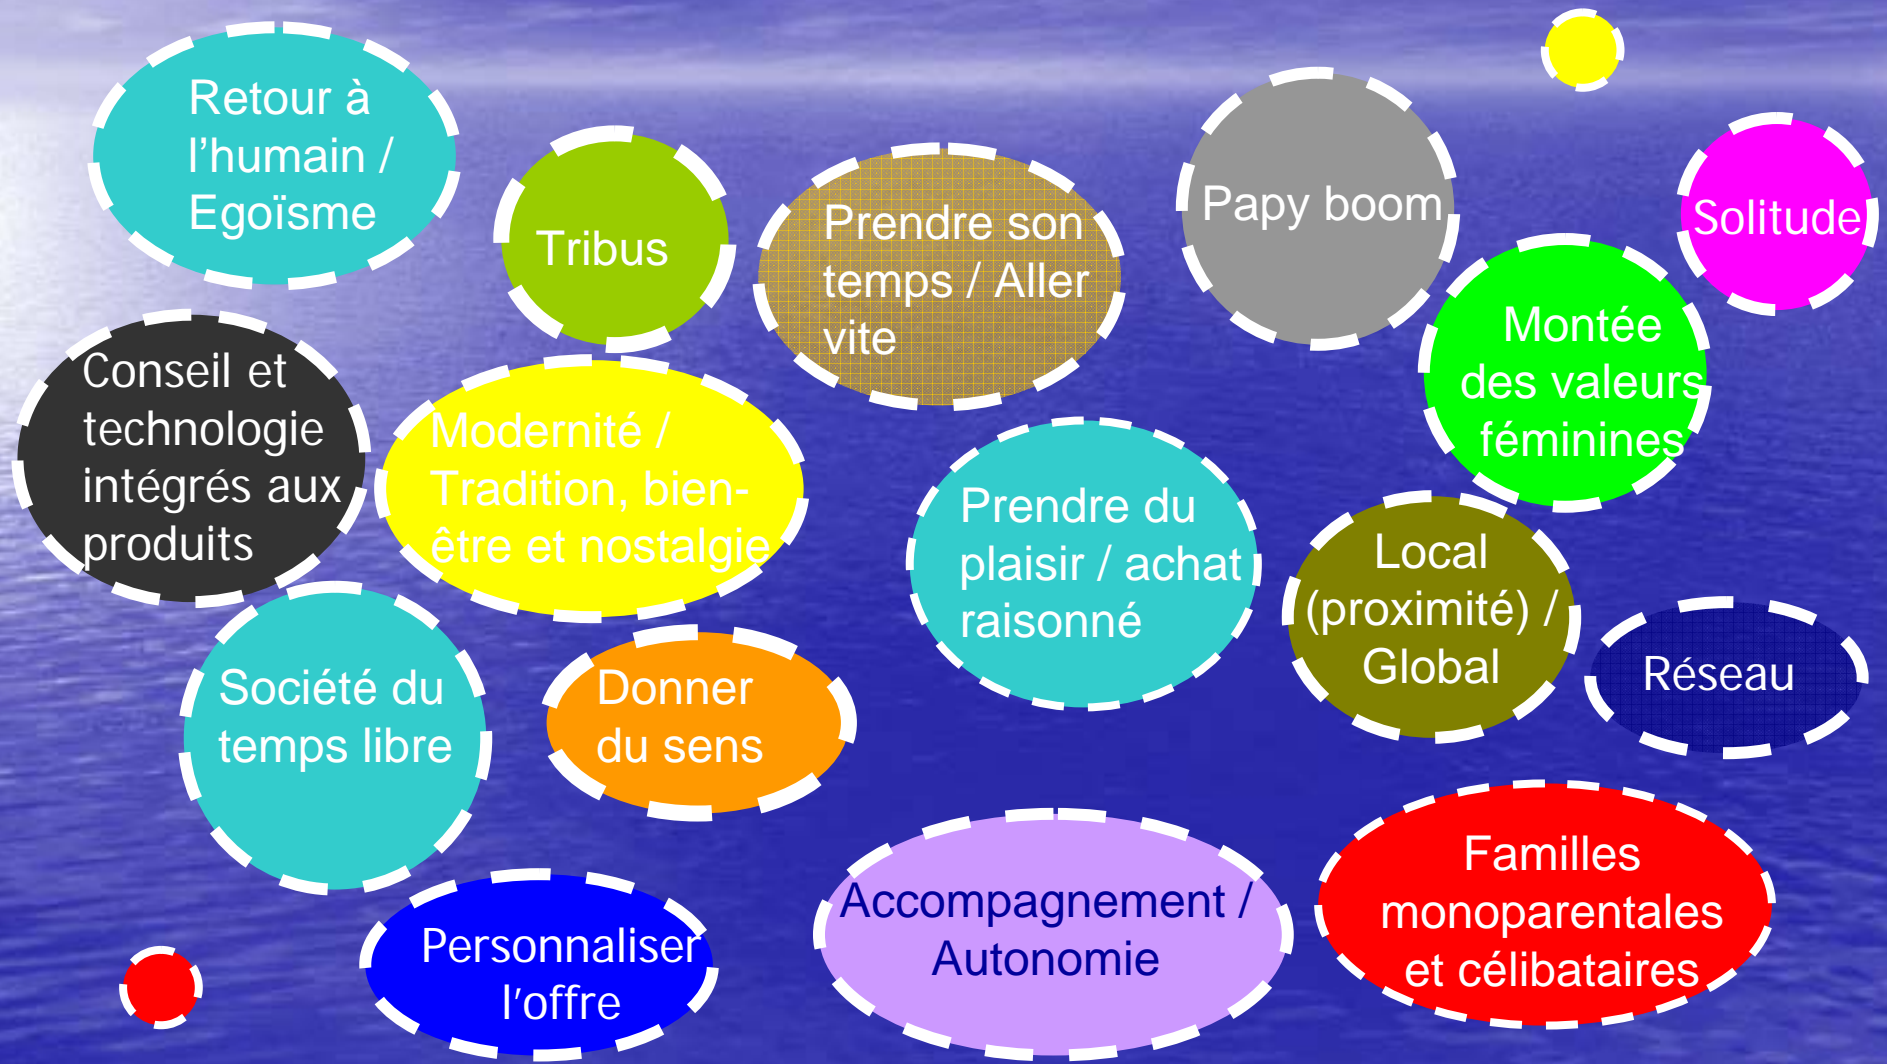 Retour à
l'humain /
Egoïsme
Tribus
Prendre son
temps / Aller
vite
Papy boom
Solitude
Montée
des valeurs
féminines
Conseil et
technologie
intégrés aux
produits
Modernité /
Tradition, bien-
être et nostalgie
Prendre du
plaisir / achat
raisonné
Local
(proximité) /
Global
Réseau
Société du
temps libre
Donner
du sens
Accompagnement /
Autonomie
Familles
monoparentales
et célibataires
Personnaliser
l'offre